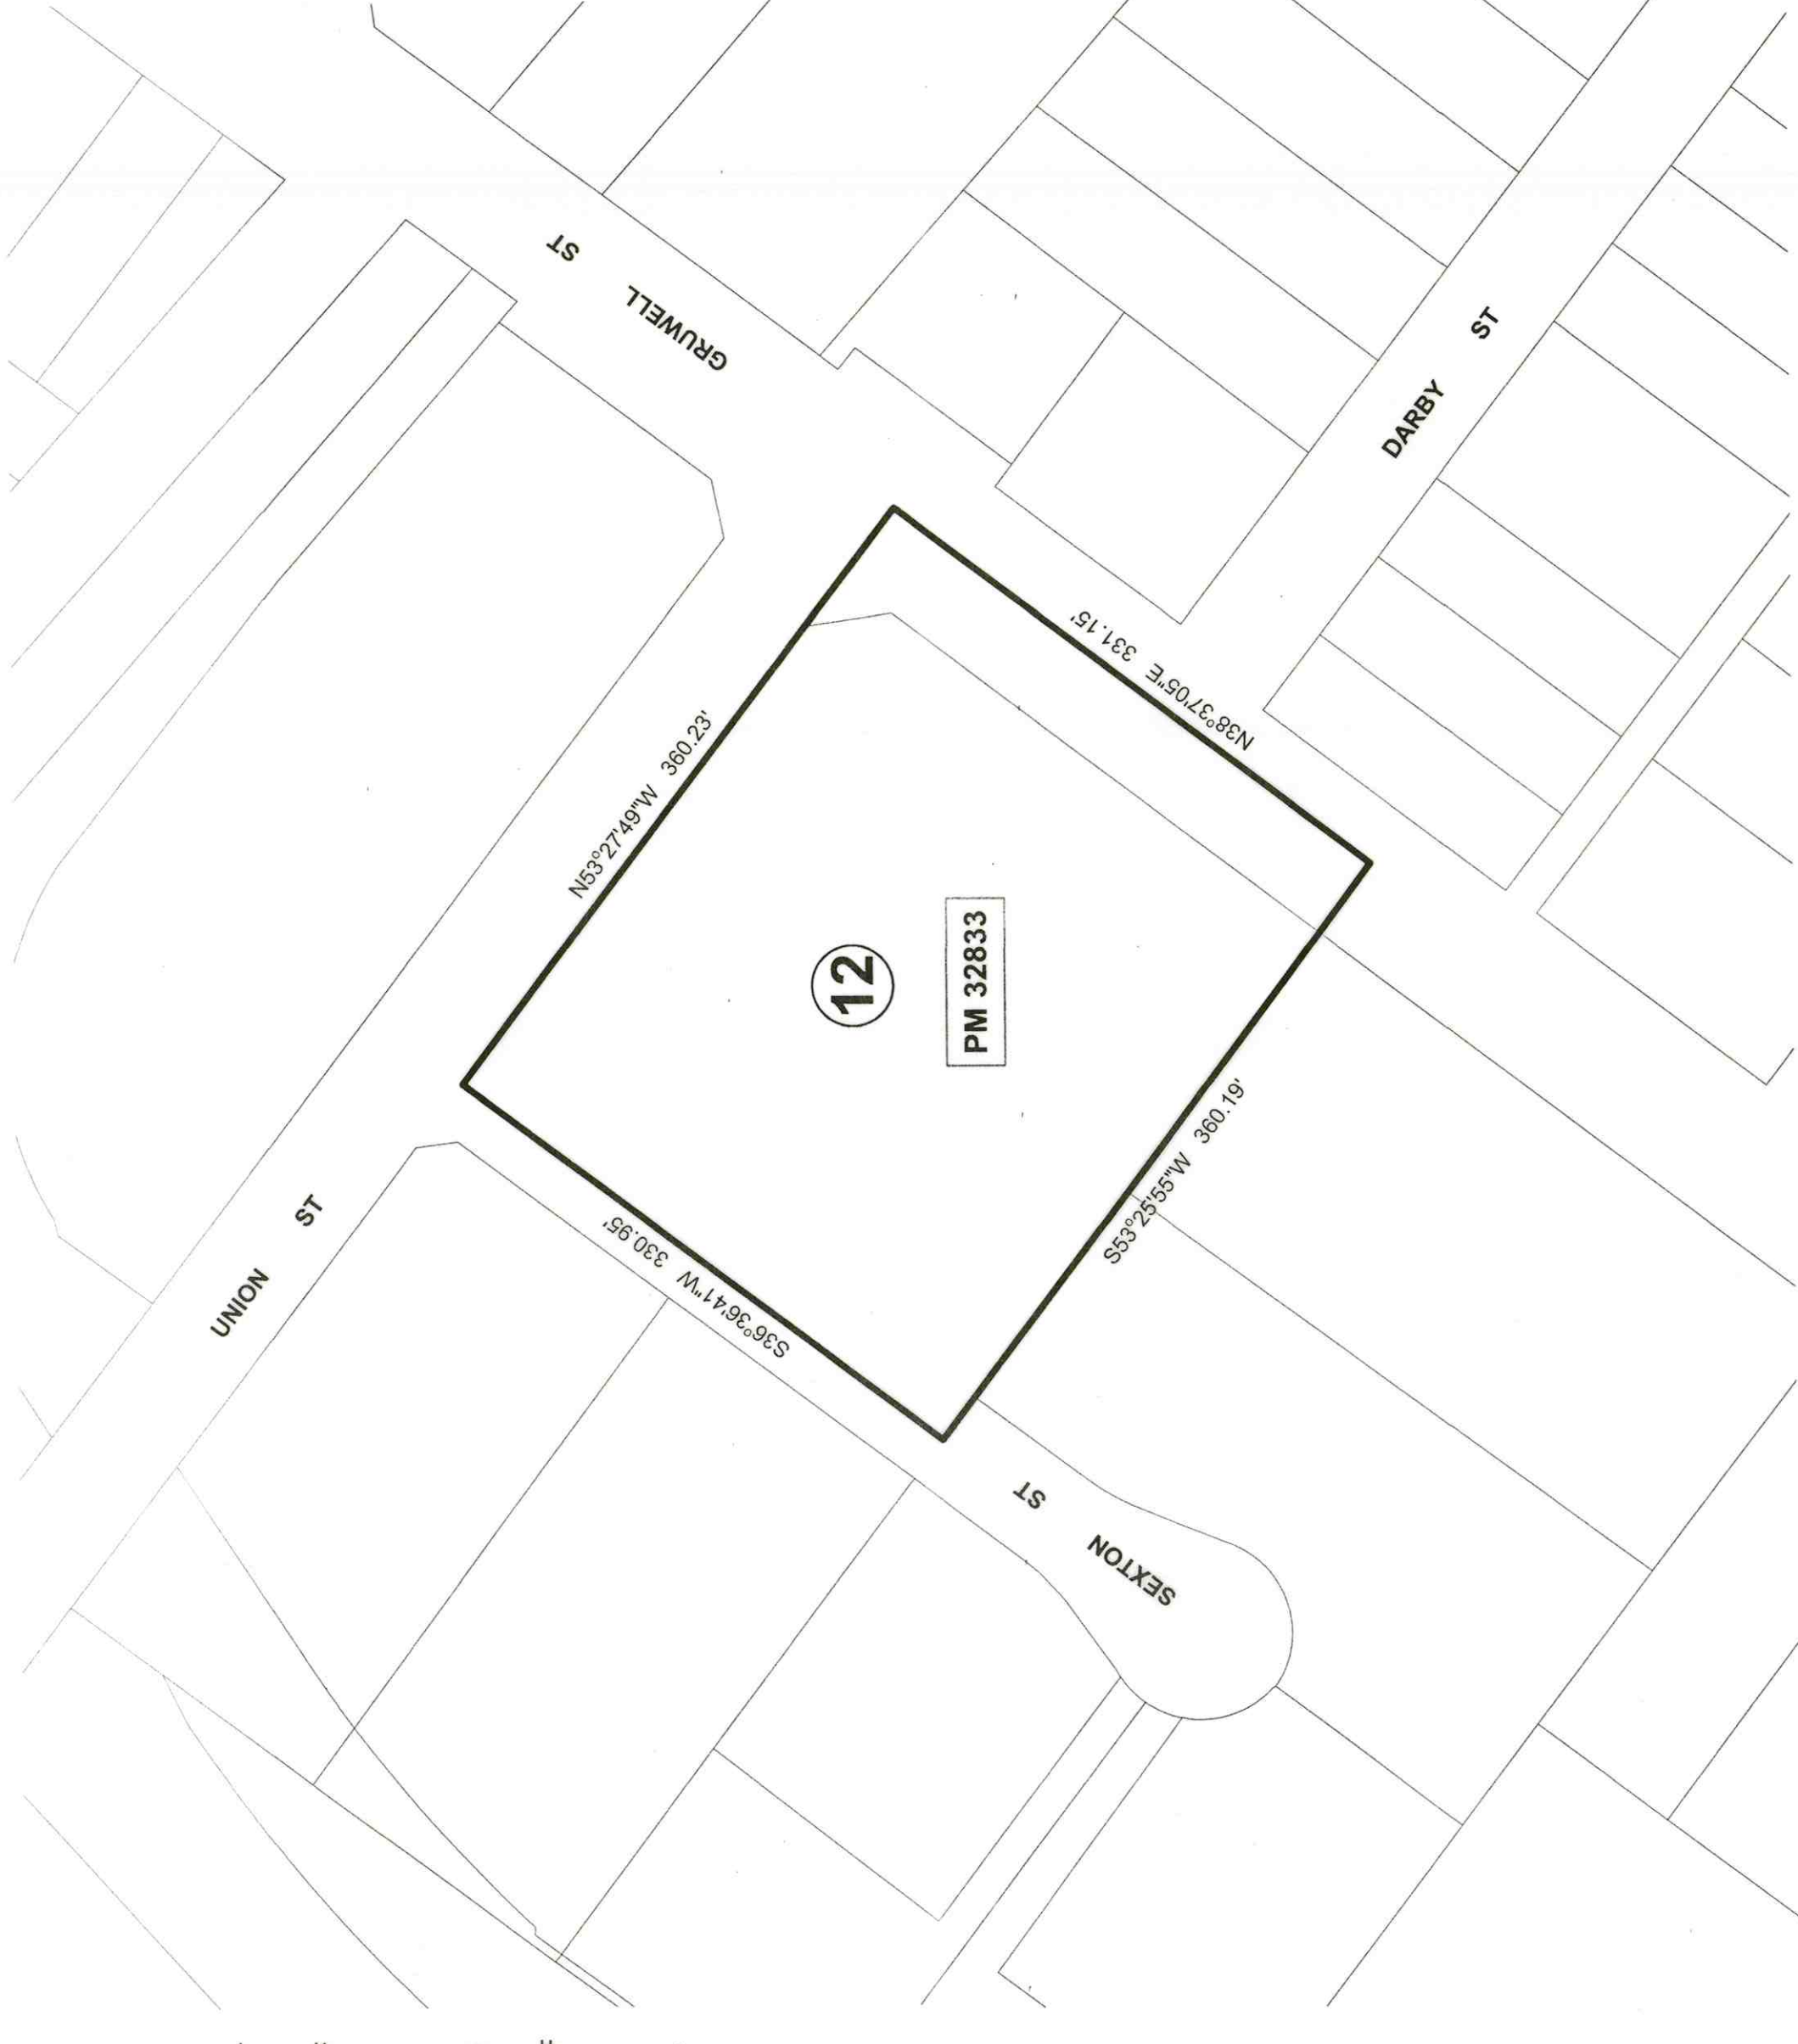 GRUWELL ST
DARBY ST
N53°27'49"W 360.23'
N38°37'05"E 331.15'
12
PM 32833
S53°25'55"W 360.19'
S36°36'41"W 330.95'
UNION ST
SEXTON ST